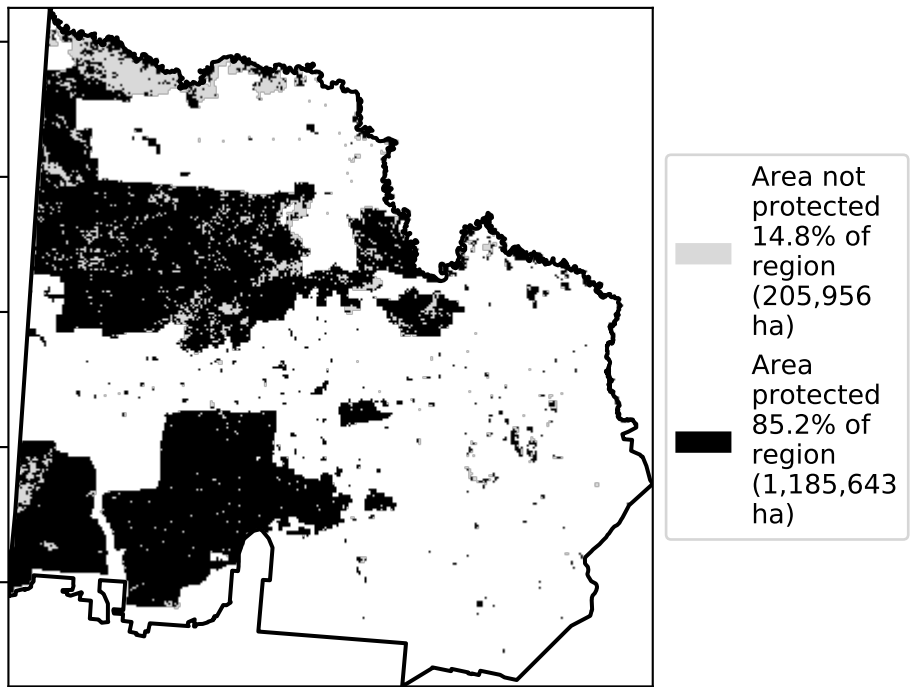 Area not
protected
14.8% of
region
(205,956
ha)
Area
protected
85.2% of
region
(1,185,643
ha)